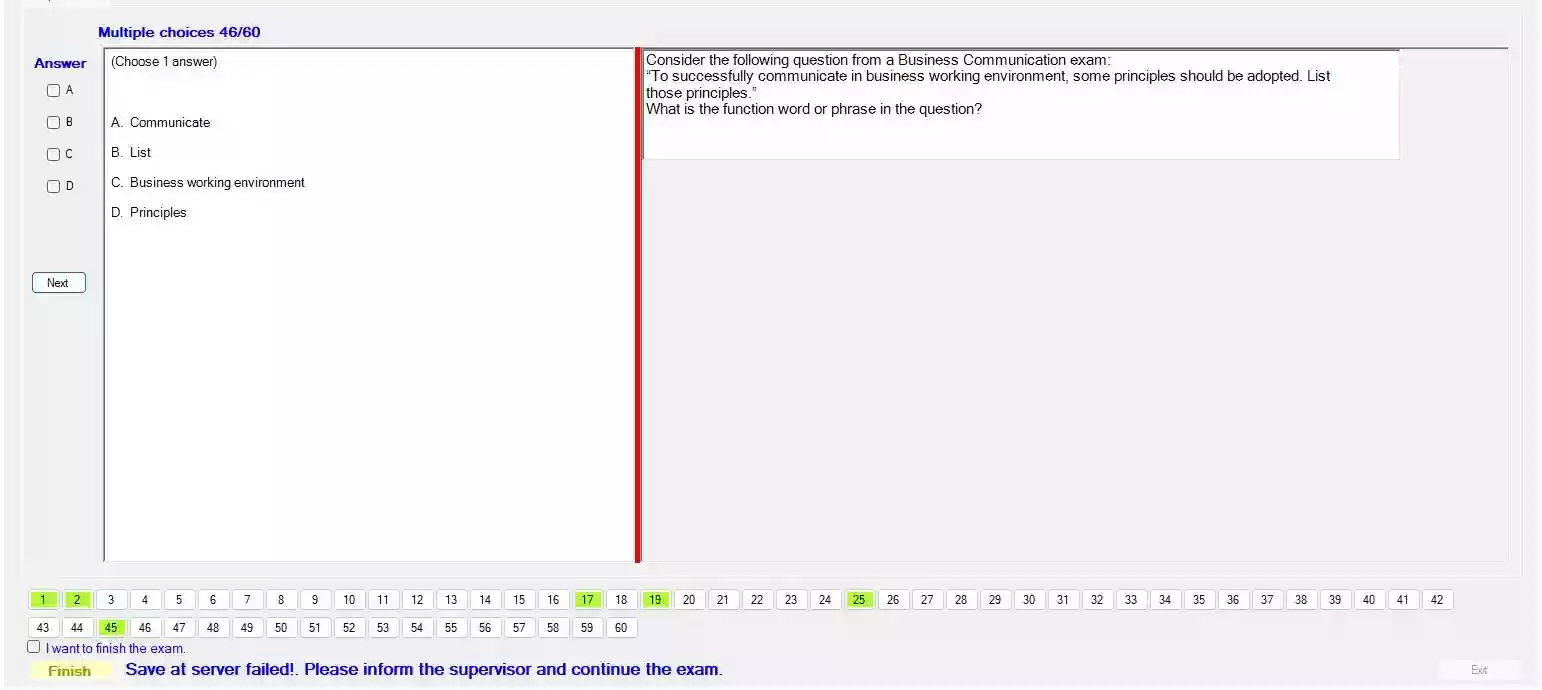 Multiple choices 46/60
Answer
(Choose 1 answer)
A
B
C
D
A. Communicate
B. List
C. Business working environment
D. Principles
Next
Consider the following question from a Business Communication exam:
“To successfully communicate in business working environment, some principles should be adopted. List
those principles.”
What is the function word or phrase in the question?
1 2 3 4 5 6 7 8 9 10 11 12 13 14 15 16 17 18 19 20 21 22 23 24 25 26 27 28 29 30 31 32 33 34 35 36 37 38 39 40 41 42
43 44 45 46 47 48 49 50 51 52 53 54 55 56 57 58 59 60
I want to finish the exam.
Finish Save at server failed!. Please inform the supervisor and continue the exam. Exit